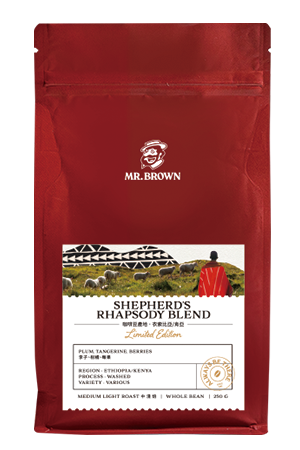 MR. BROWN
SHEPHERD'S
RHAPSODY BLEND
咖啡豆產地・衣索比亞/肯亞
Limited Edition
PLUM, TANGERINE, BERRIES
李子・柑橘・莓果
REGION - ETHIOPIA/KENYA
PROCESS - WASHED
VARIETY - VARIOUS
MEDIUM LIGHT ROAST 中淺焙 | WHOLE BEAN | 250 G